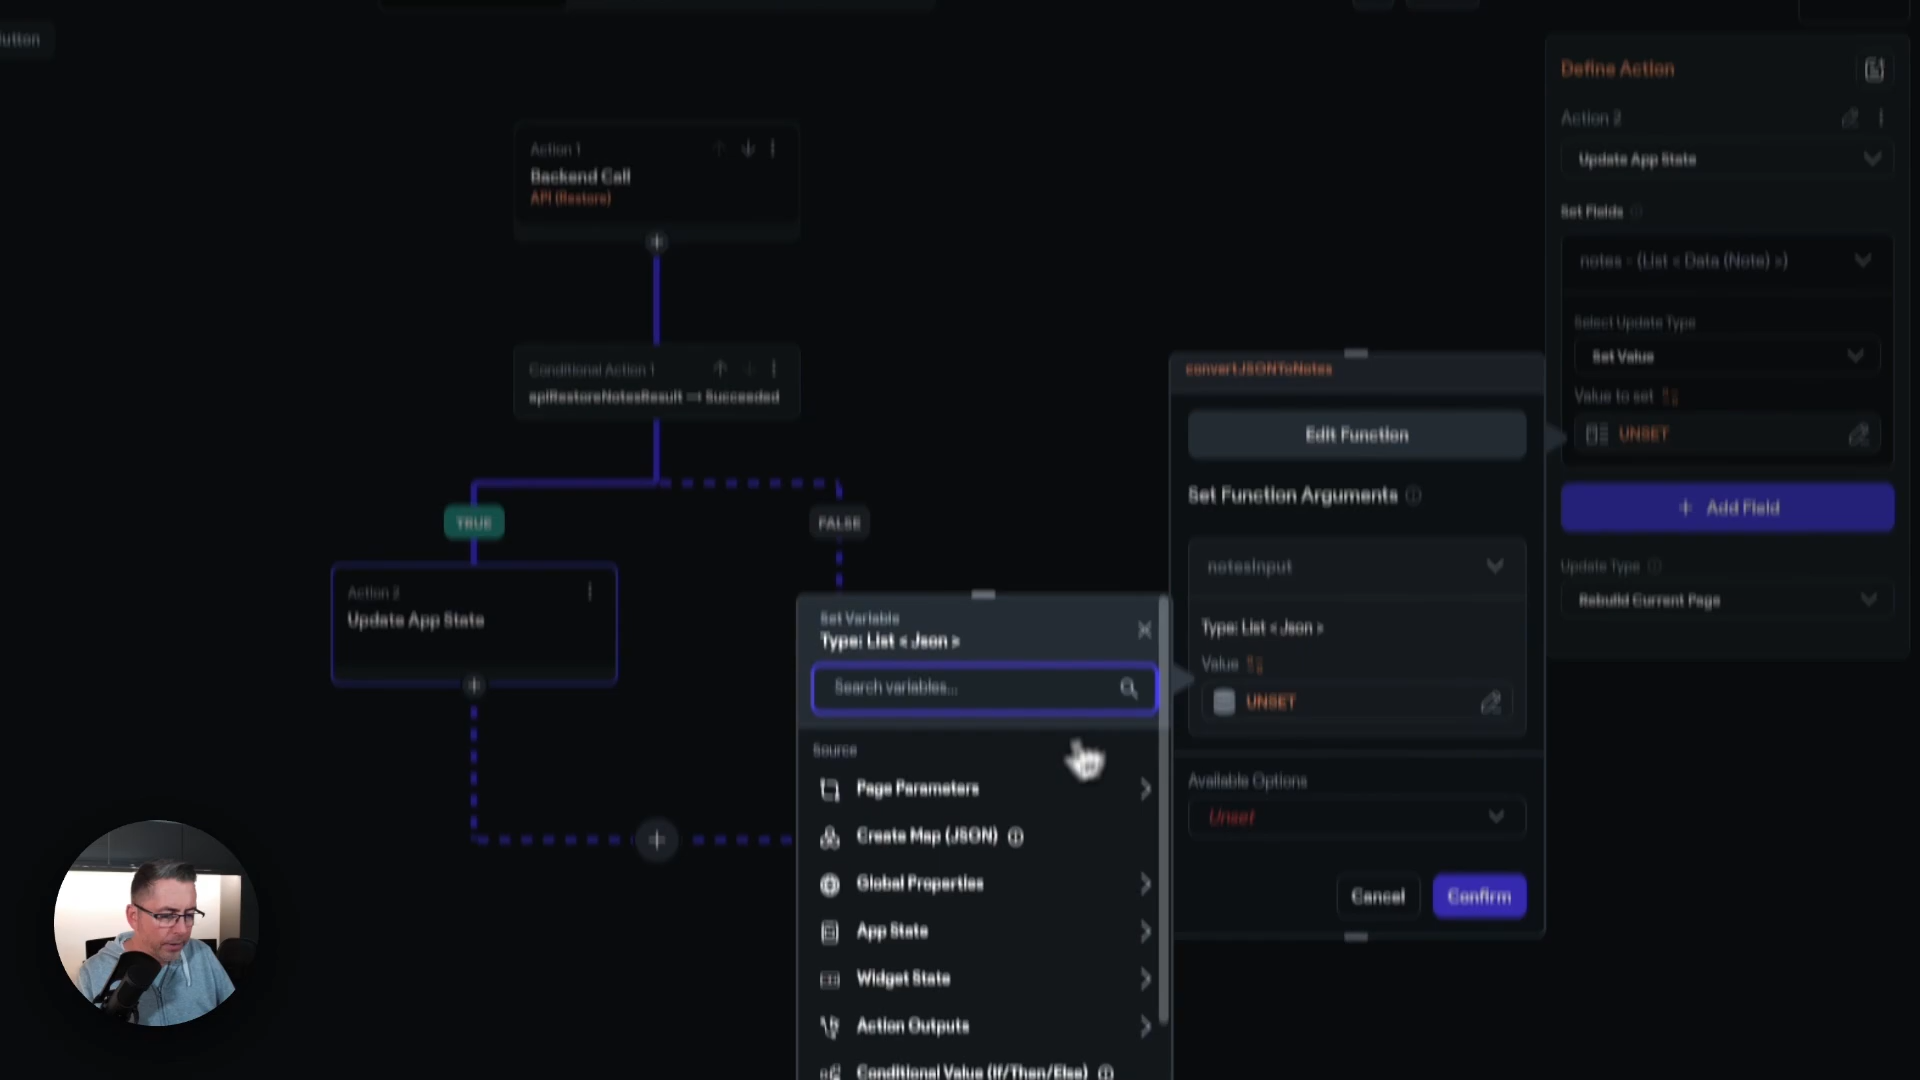 utton
Action 1
Backend Call
API (Restore)
Conditional Action 1
apiRestoreNotesResult → Succeeded
TRUE
FALSE
Action 2
Update App State
Set Variable
Type: List < Json >
Search variables...
Source
Page Parameters
Create Map (JSON)
Global Properties
App State
Widget State
Action Outputs
Conditional Value (If/Then/Else)
convertJSONToNotes
Edit Function
Set Function Arguments
notesInput
Type: List < Json >
Value
UNSET
Available Options
Unset
Cancel
Confirm
Define Action
Action 2
Update App State
Set Fields
notes - (List < Data (Note) >)
Select Update Type
Set Value
Value to set
UNSET
+ Add Field
Update Type
Rebuild Current Page